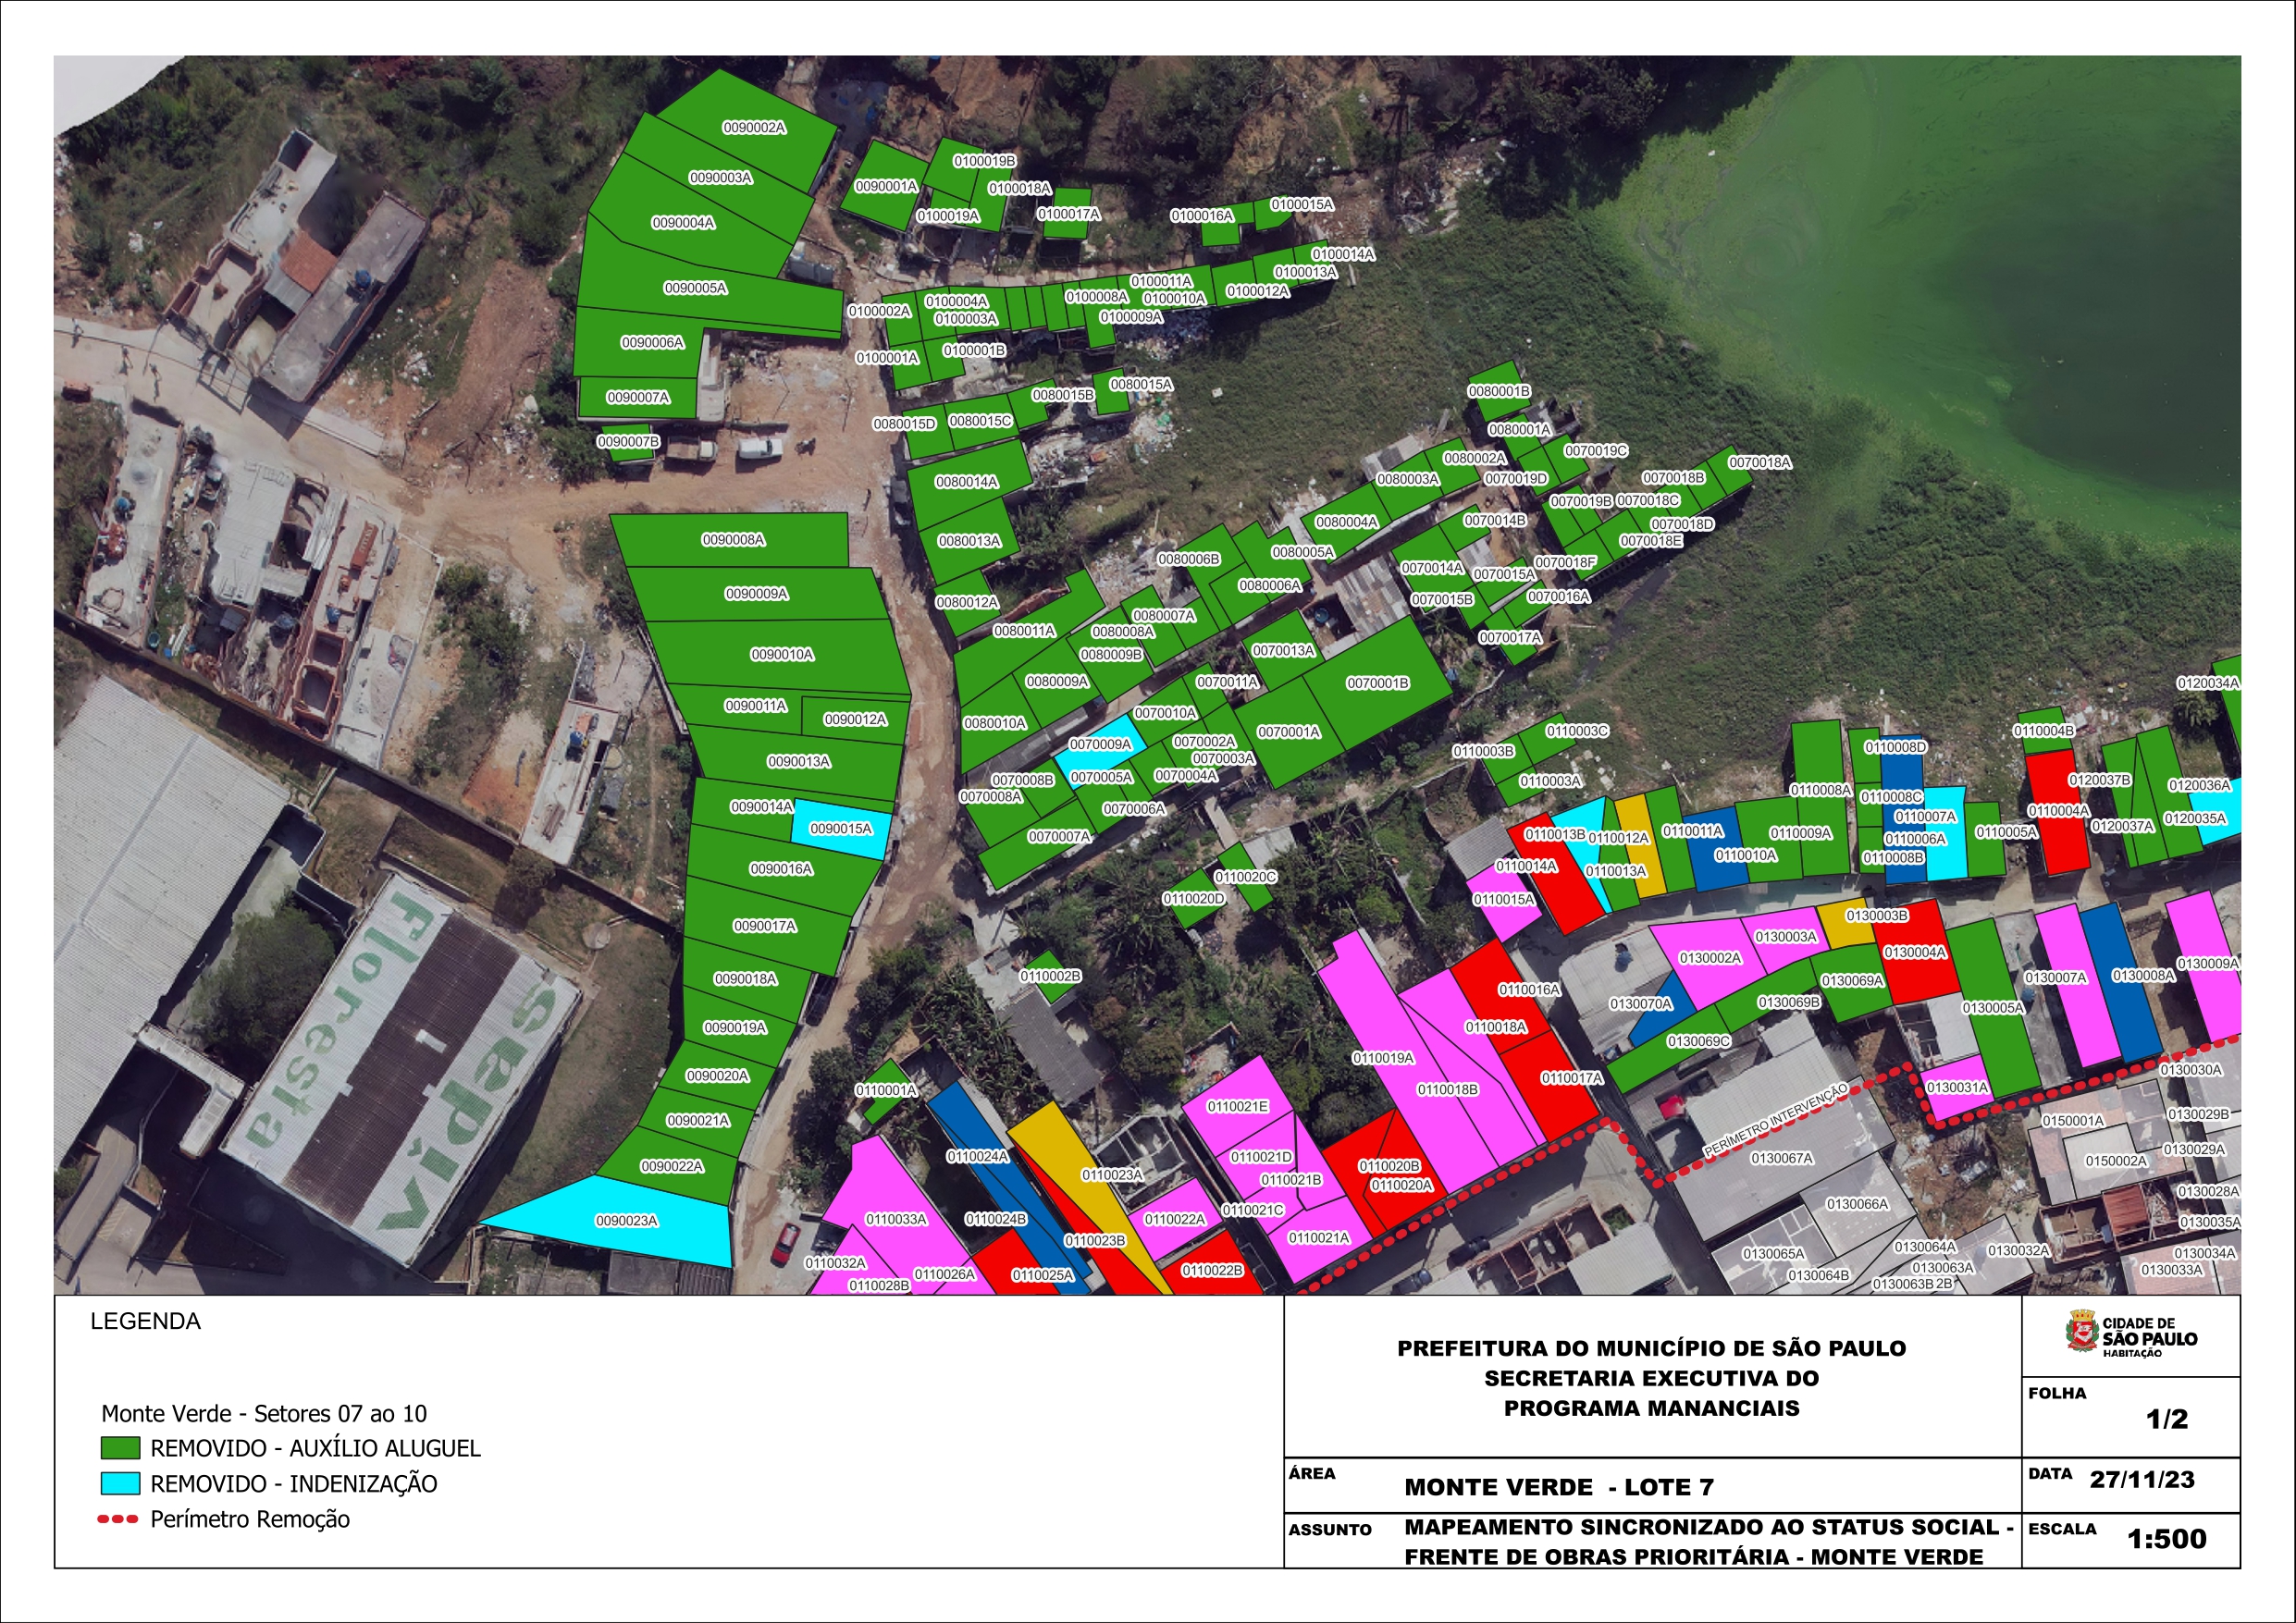 0090002A
0090003A
0090004A
0090005A
0090006A
0090007A
0090007B
0090001A
0100019B
0100018A
0100019A
0100017A
0100016A
0100015A
0100014A
0100013A
0100012A
0100011A
0100010A
0100008A
0100009A
0100004A
0100003A
0100002A
0100001A
0100001B
0080015A
0080015B
0080015C
0080015D
0080014A
0080013A
0080012A
0080011A
0080001B
0080001A
0070019C
0080002A
0080003A
0070019D
0070018A
0070018B
0070019B
0070018C
0070018D
0070018E
0070018F
0080004A
0070014B
0080005A
0080006B
0080006A
0070014A
0070015A
0070015B
0070016A
0070017A
0080007A
0080008A
0080009B
0080009A
0080010A
0070013A
0070011A
0070001B
0070010A
0070001A
0070009A
0070002A
0070003A
0070008B
0070005A
0070004A
0070008A
0070006A
0070007A
0090008A
0090009A
0090010A
0090011A
0090012A
0090013A
0090014A
0090015A
0090016A
0090017A
0090018A
0090019A
0090020A
0090021A
0090022A
0090023A
0120034A
0110003C
0110003B
0110003A
0110004B
0110008D
0110008A
0110008C
0120037B
0120036A
0110004A
0110007A
0120035A
0120037A
0110013B
0110012A
0110011A
0110009A
0110006A
0110005A
0110010A
0110008B
0110014A
0110013A
0110015A
0110020C
0110020D
0110002B
0110001A
0130003B
0130003A
0130002A
0130004A
0130069A
0130069B
0130070A
0130069C
0130005A
0130007A
0130008A
0130009A
0110016A
0110018A
0110019A
0110017A
0110018B
0130031A
0130030A
0130029B
0150001A
0130029A
0150002A
PERÍMETRO INTERVENÇÃO
0130067A
0110021E
0110021D
0110021B
0110020B
0110020A
0110021C
0110021A
0110024A
0110023A
0110033A
0110024B
0110022A
0110023B
0110032A
0110026A
0110025A
0110022B
0110028B
0130066A
0130028A
0130035A
0130065A
0130064A
0130032A
0130034A
0130064B
0130063A
0130033A
0130063B 2B
Floresta
Sapia
LEGENDA
Monte Verde - Setores 07 ao 10
REMOVIDO - AUXÍLIO ALUGUEL
REMOVIDO - INDENIZAÇÃO
Perímetro Remoção
PREFEITURA DO MUNICÍPIO DE SÃO PAULO
SECRETARIA EXECUTIVA DO
PROGRAMA MANANCIAIS
ÁREA
MONTE VERDE - LOTE 7
ASSUNTO
MAPEAMENTO SINCRONIZADO AO STATUS SOCIAL -
FRENTE DE OBRAS PRIORITÁRIA - MONTE VERDE
CIDADE DE
SÃO PAULO
HABITAÇÃO
FOLHA
1/2
DATA 27/11/23
ESCALA 1:500